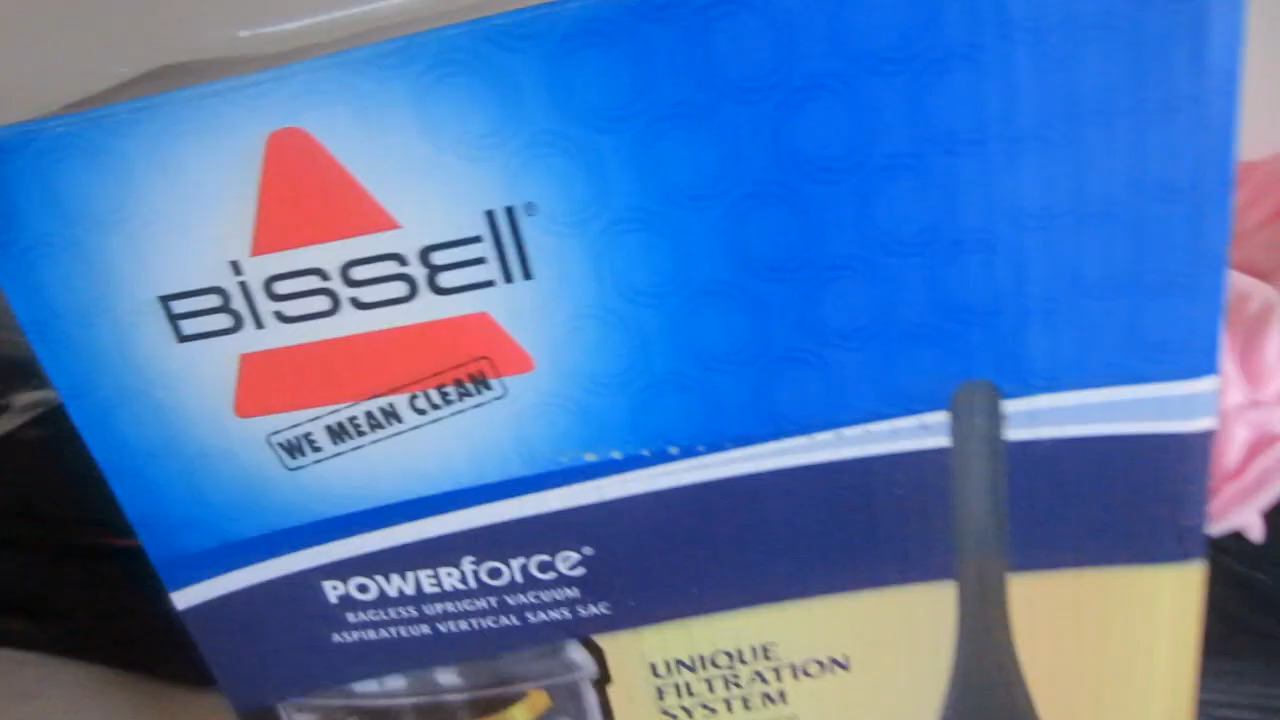 BISSELL®
WE MEAN CLEAN
POWERforce®
BAGLESS UPRIGHT VACUUM
ASPIRATEUR VERTICAL SANS SAC
UNIQUE
FILTRATION
SYSTEM